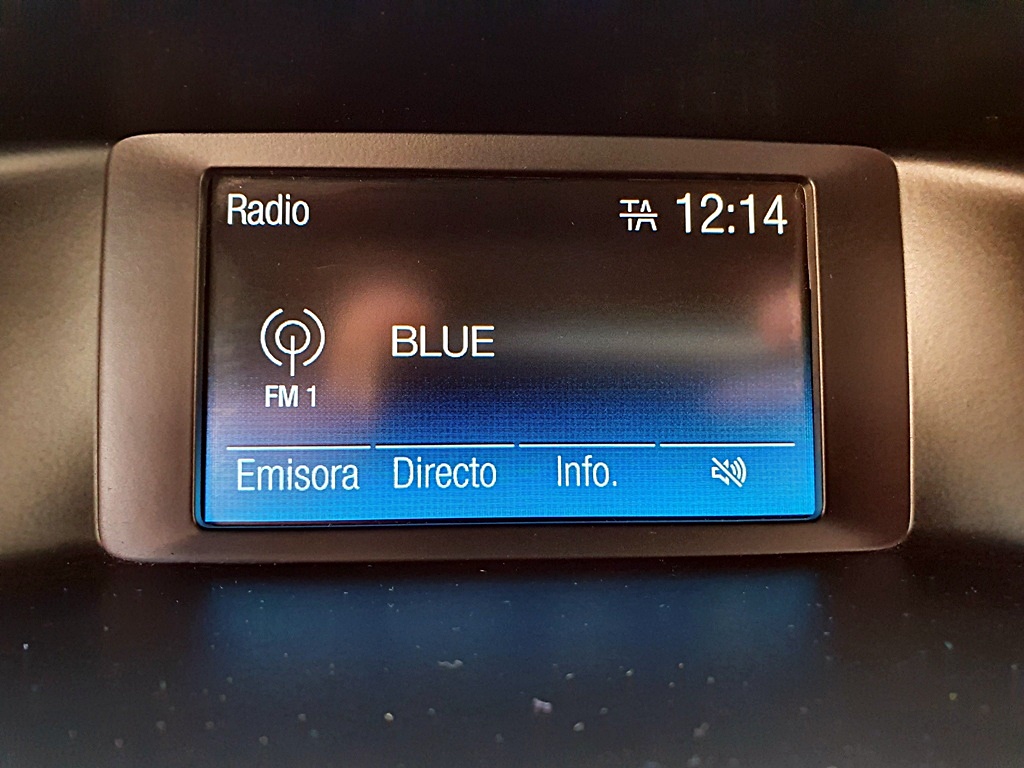 Radio TA 12:14
BLUE
FM 1
Emisora Directo Info.